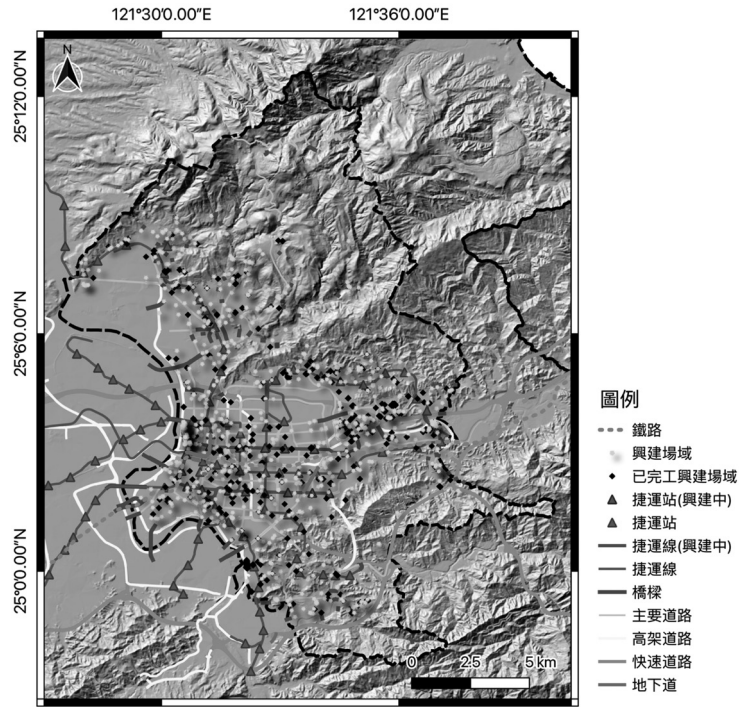 121°30'0.00"E
121°36'0.00"E
N
25°12'0.00"N
25°6'0.00"N
25°0'0.00"N
0
2.5
5 km
圖例
鐵路
興建場域
已完工興建場域
捷運站(興建中)
捷運站
捷運線(興建中)
捷運線
橋樑
主要道路
高架道路
快速道路
地下道